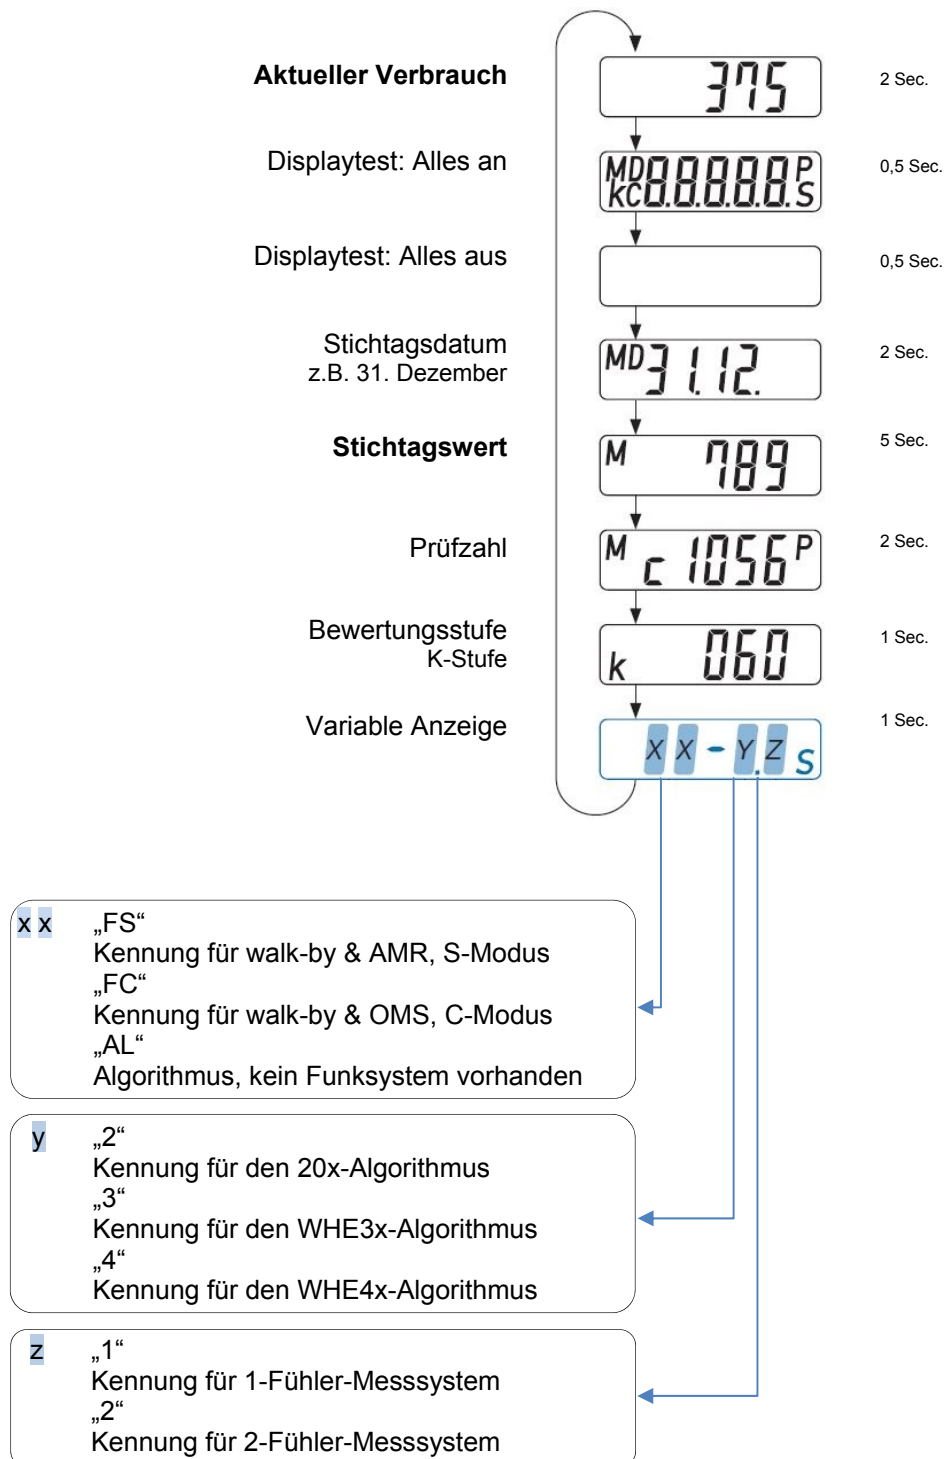 Aktueller Verbrauch
375
2 Sec.
Displaytest: Alles an
MD
kC
8.8.8.8.8.
P
S
0,5 Sec.
Displaytest: Alles aus
0,5 Sec.
Stichtagsdatum
z.B. 31. Dezember
MD 31.12.
2 Sec.
Stichtagswert
M 789
5 Sec.
Prüfzahl
M c 1056 P
2 Sec.
Bewertungsstufe
K-Stufe
k 060
1 Sec.
Variable Anzeige
X X - Y.Z S
1 Sec.
x x „FS“
Kennung für walk-by & AMR, S-Modus
„FC“
Kennung für walk-by & OMS, C-Modus
„AL“
Algorithmus, kein Funksystem vorhanden
y „2“
Kennung für den 20x-Algorithmus
„3“
Kennung für den WHE3x-Algorithmus
„4“
Kennung für den WHE4x-Algorithmus
z „1“
Kennung für 1-Fühler-Messsystem
„2“
Kennung für 2-Fühler-Messsystem